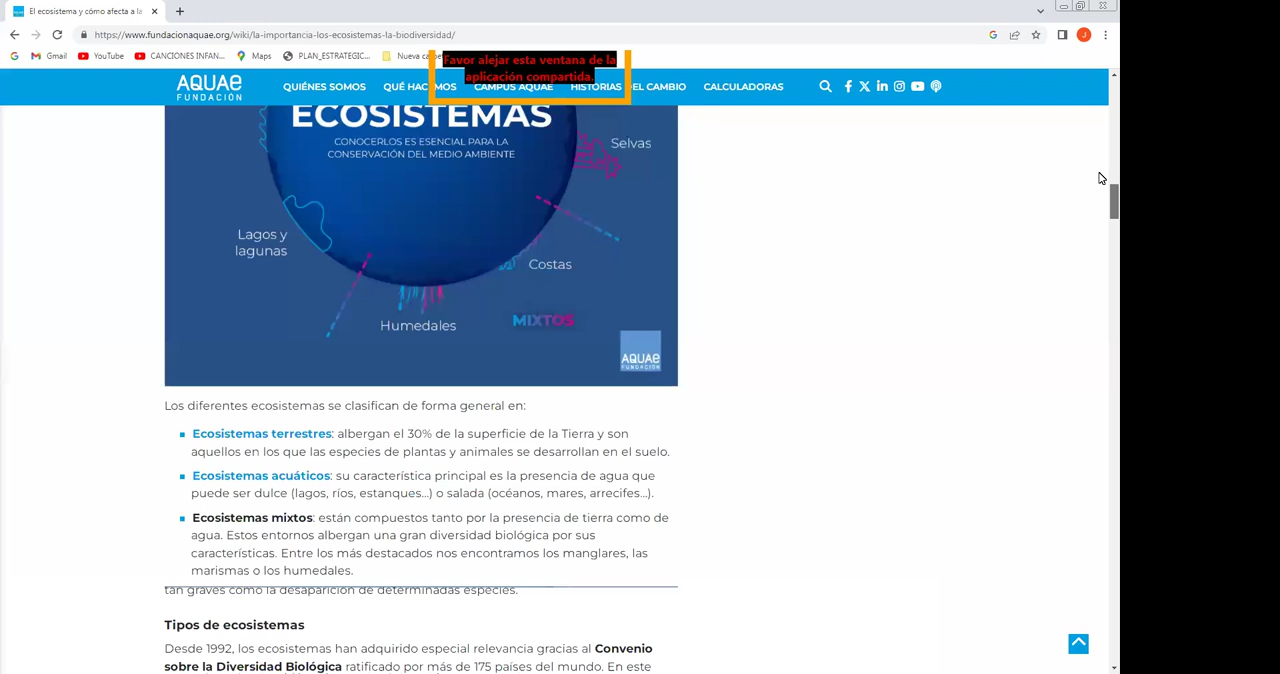 El ecosistema y cómo afecta a la
https://www.fundacionaquae.org/wiki/la-importancia-los-ecosistemas-la-biodiversidad/
J
Gmail YouTube CANCIONES INFAN... Maps PLAN_ESTRATEGIC... Nueva
Favor alejar esta ventana de la
aplicación compartida.
AQUAE
FUNDACIÓN
QUIÉNES SOMOS QUÉ HACEMOS CAMPUS AQUAE HISTORIAS DEL CAMBIO CALCULADORAS
ECOSISTEMAS
CONOCERLOS ES ESENCIAL PARA LA
CONSERVACIÓN DEL MEDIO AMBIENTE
Selvas
Lagos y
lagunas
Costas
Humedales
MIXTOS
AQUAE
FUNDACIÓN
Los diferentes ecosistemas se clasifican de forma general en:
Ecosistemas terrestres: albergan el 30% de la superficie de la Tierra y son
aquellos en los que las especies de plantas y animales se desarrollan en el suelo.
Ecosistemas acuáticos: su característica principal es la presencia de agua que
puede ser dulce (lagos, ríos, estanques...) o salada (océanos, mares, arrecifes...).
Ecosistemas mixtos: están compuestos tanto por la presencia de tierra como de
agua. Estos entornos albergan una gran diversidad biológica por sus
características. Entre los más destacados nos encontramos los manglares, las
marismas o los humedales.
tan graves como la desaparición de determinadas especies.
Tipos de ecosistemas
Desde 1992, los ecosistemas han adquirido especial relevancia gracias al Convenio
sobre la Diversidad Biológica ratificado por más de 175 países del mundo. En este